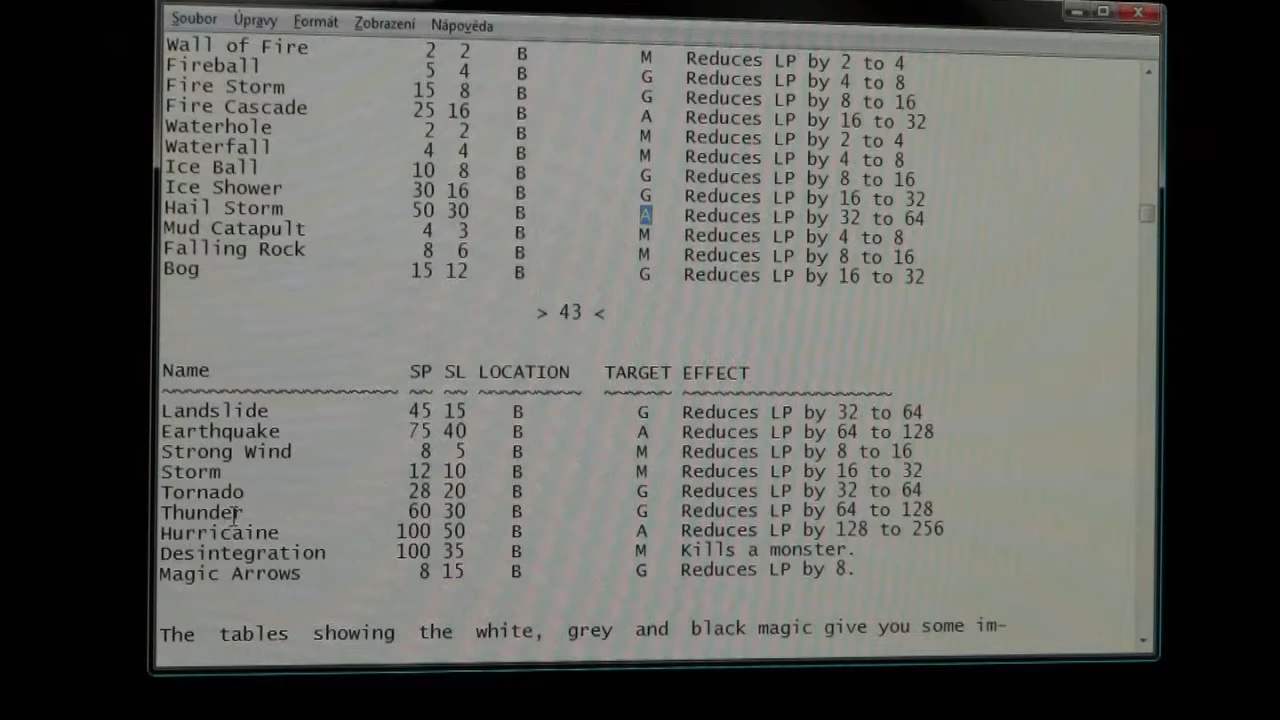 Soubor Úpravy Formát Zobrazení Nápověda
Wall of Fire 2 2 B M Reduces LP by 2 to 4
Fireball 5 4 B G Reduces LP by 4 to 8
Fire Storm 15 8 B G Reduces LP by 8 to 16
Fire Cascade 25 16 B A Reduces LP by 16 to 32
Waterhole 2 2 B M Reduces LP by 2 to 4
Waterfall 4 4 B M Reduces LP by 4 to 8
Ice Ball 10 8 B G Reduces LP by 8 to 16
Ice Shower 30 16 B G Reduces LP by 16 to 32
Hail Storm 50 30 B A Reduces LP by 32 to 64
Mud Catapult 4 3 B M Reduces LP by 4 to 8
Falling Rock 8 6 B M Reduces LP by 8 to 16
Bog 15 12 B G Reduces LP by 16 to 32
> 43 <
Name SP SL LOCATION TARGET EFFECT
~~~~~~~~~~~~~~~~~~~~~~~~~~~ ~~ ~~ ~~~~~~~~~~~~ ~~~~~~~~ ~~~~~~~~~~~~~~~~~~~~~~~~
Landslide 45 15 B G Reduces LP by 32 to 64
Earthquake 75 40 B A Reduces LP by 64 to 128
Strong Wind 8 5 B M Reduces LP by 8 to 16
Storm 12 10 B M Reduces LP by 16 to 32
Tornado 28 20 B G Reduces LP by 32 to 64
Thunder 60 30 B G Reduces LP by 64 to 128
Hurricaine 100 50 B A Reduces LP by 128 to 256
Desintegration 100 35 B M Kills a monster.
Magic Arrows 8 15 B G Reduces LP by 8.
The tables showing the white, grey and black magic give you some im-